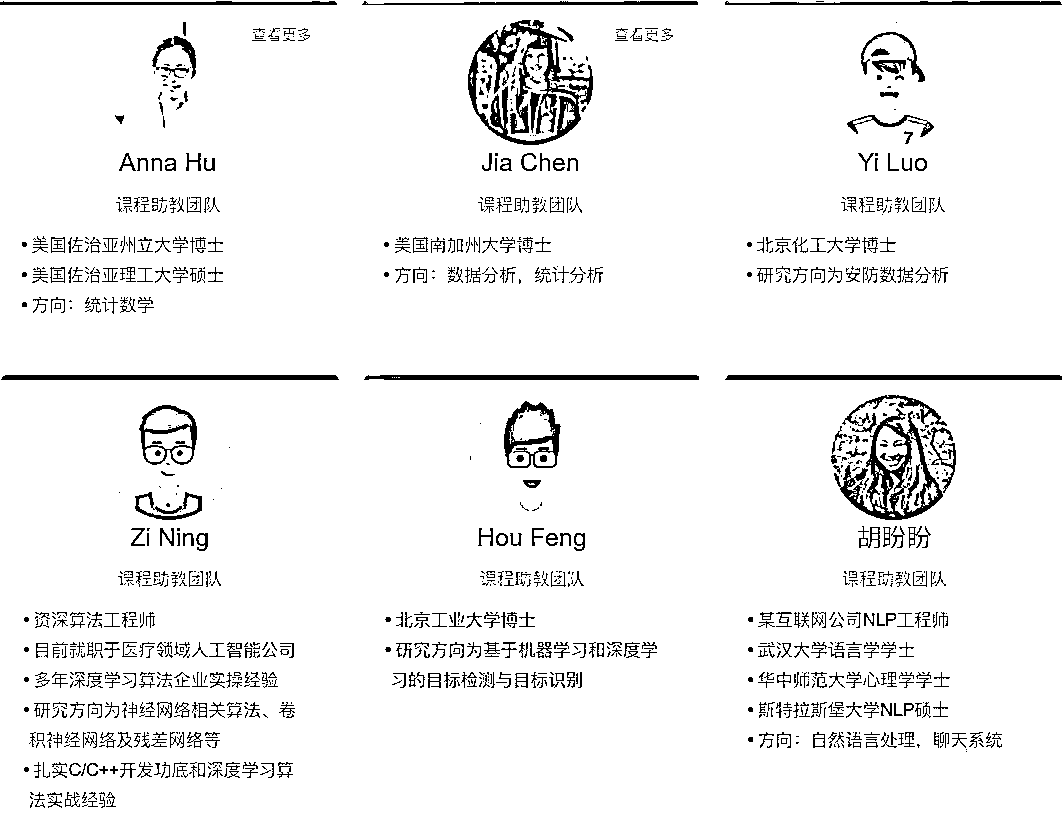 查看更多
Anna Hu
课程助教团队
•美国佐治亚州立大学博士
•美国佐治亚理工大学硕士
•方向：统计数学
查看更多
Jia Chen
课程助教团队
•美国南加州大学博士
•方向：数据分析，统计分析
7
Yi Luo
课程助教团队
•北京化工大学博士
•研究方向为安防数据分析
Zi Ning
课程助教团队
•资深算法工程师
•目前就职于医疗领域人工智能公司
•多年深度学习算法企业实操经验
•研究方向为神经网络相关算法、卷
积神经网络及残差网络等
•扎实C/C++开发功底和深度学习算
法实战经验
Hou Feng
课程助教团队
•北京工业大学博士
•研究方向为基于机器学习和深度学
习的目标检测与目标识别
胡盼盼
课程助教团队
•某互联网公司NLP工程师
•武汉大学语言学学士
•华中师范大学心理学学士
•斯特拉斯堡大学NLP硕士
•方向：自然语言处理，聊天系统